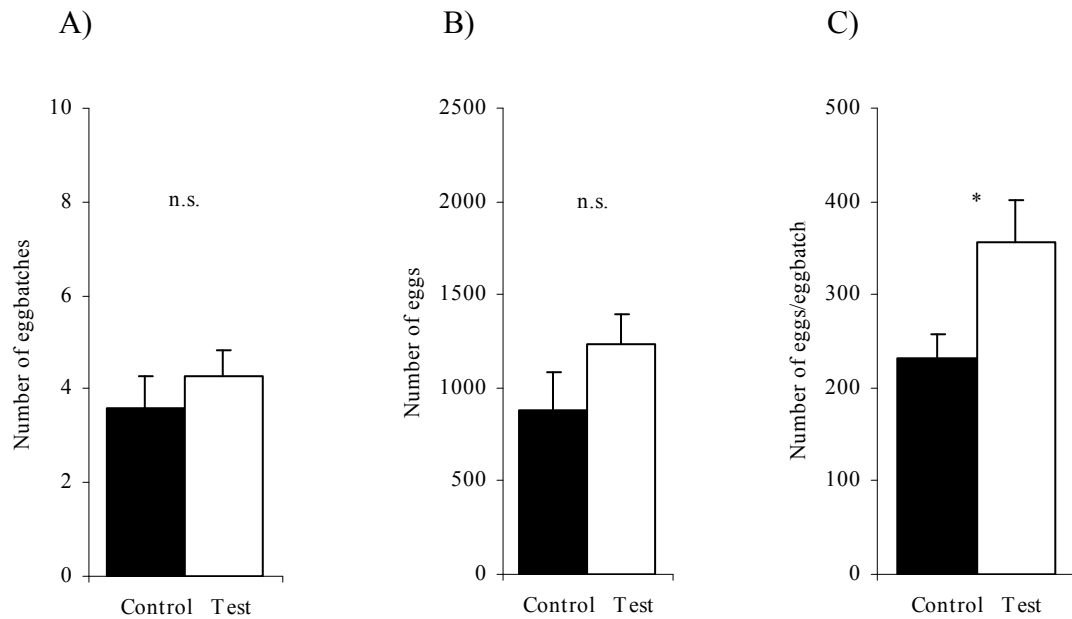 A)
Number of eggbatches
10
8
6
4
2
0
n.s.
Control Test
B)
Number of eggs
2500
2000
1500
1000
500
0
n.s.
Control Test
C)
Number of eggs/eggbatch
500
400
300
200
100
0
*
Control Test